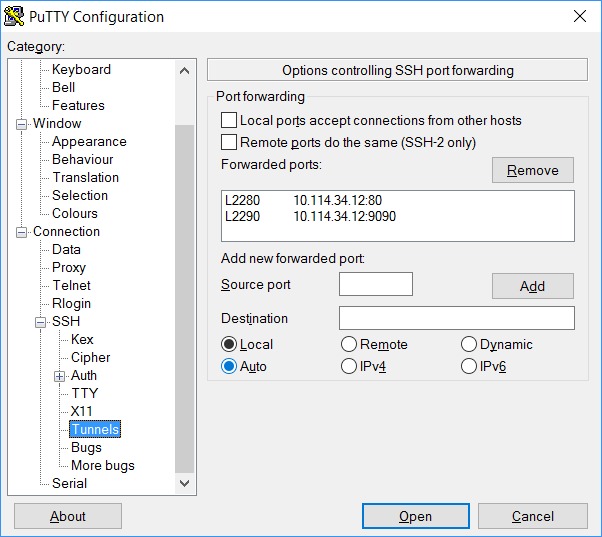 PuTTY Configuration
Category:
Keyboard
Bell
Features
Window
Appearance
Behaviour
Translation
Selection
Colours
Connection
Data
Proxy
Telnet
Rlogin
SSH
Kex
Cipher
Auth
TTY
X11
Tunnels
Bugs
More bugs
Serial
Options controlling SSH port forwarding
Port forwarding
Local ports accept connections from other hosts
Remote ports do the same (SSH-2 only)
Forwarded ports:
Remove
L2280 10.114.34.12:80
L2290 10.114.34.12:9090
Add new forwarded port:
Source port
Add
Destination
Local Remote Dynamic
Auto IPv4 IPv6
About Open Cancel